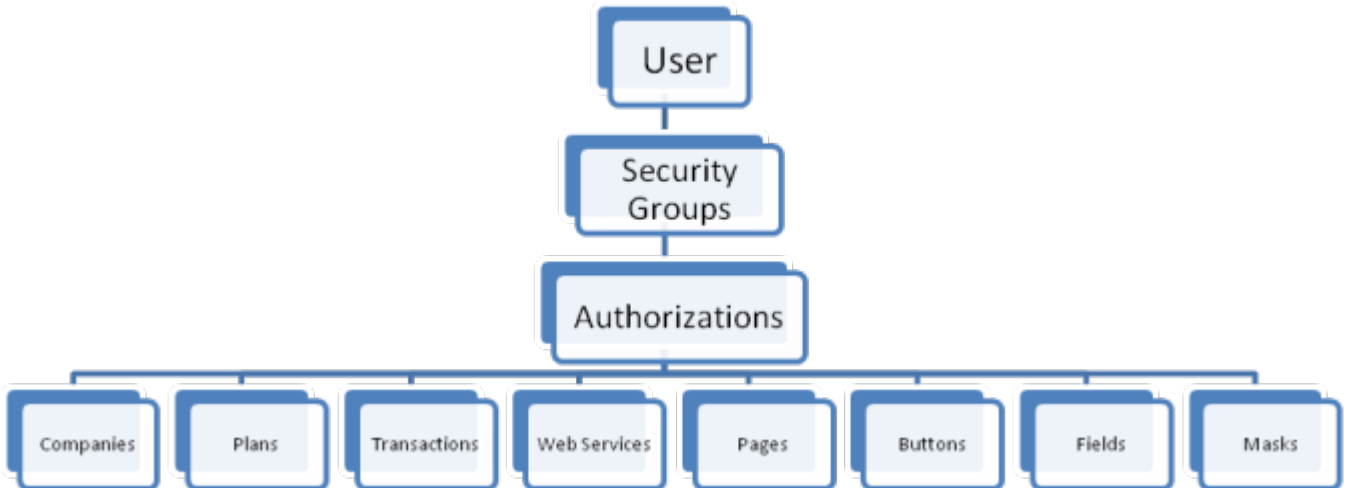 User
Security
Groups
Authorizations
Companies
Plans
Transactions
Web Services
Pages
Buttons
Fields
Masks